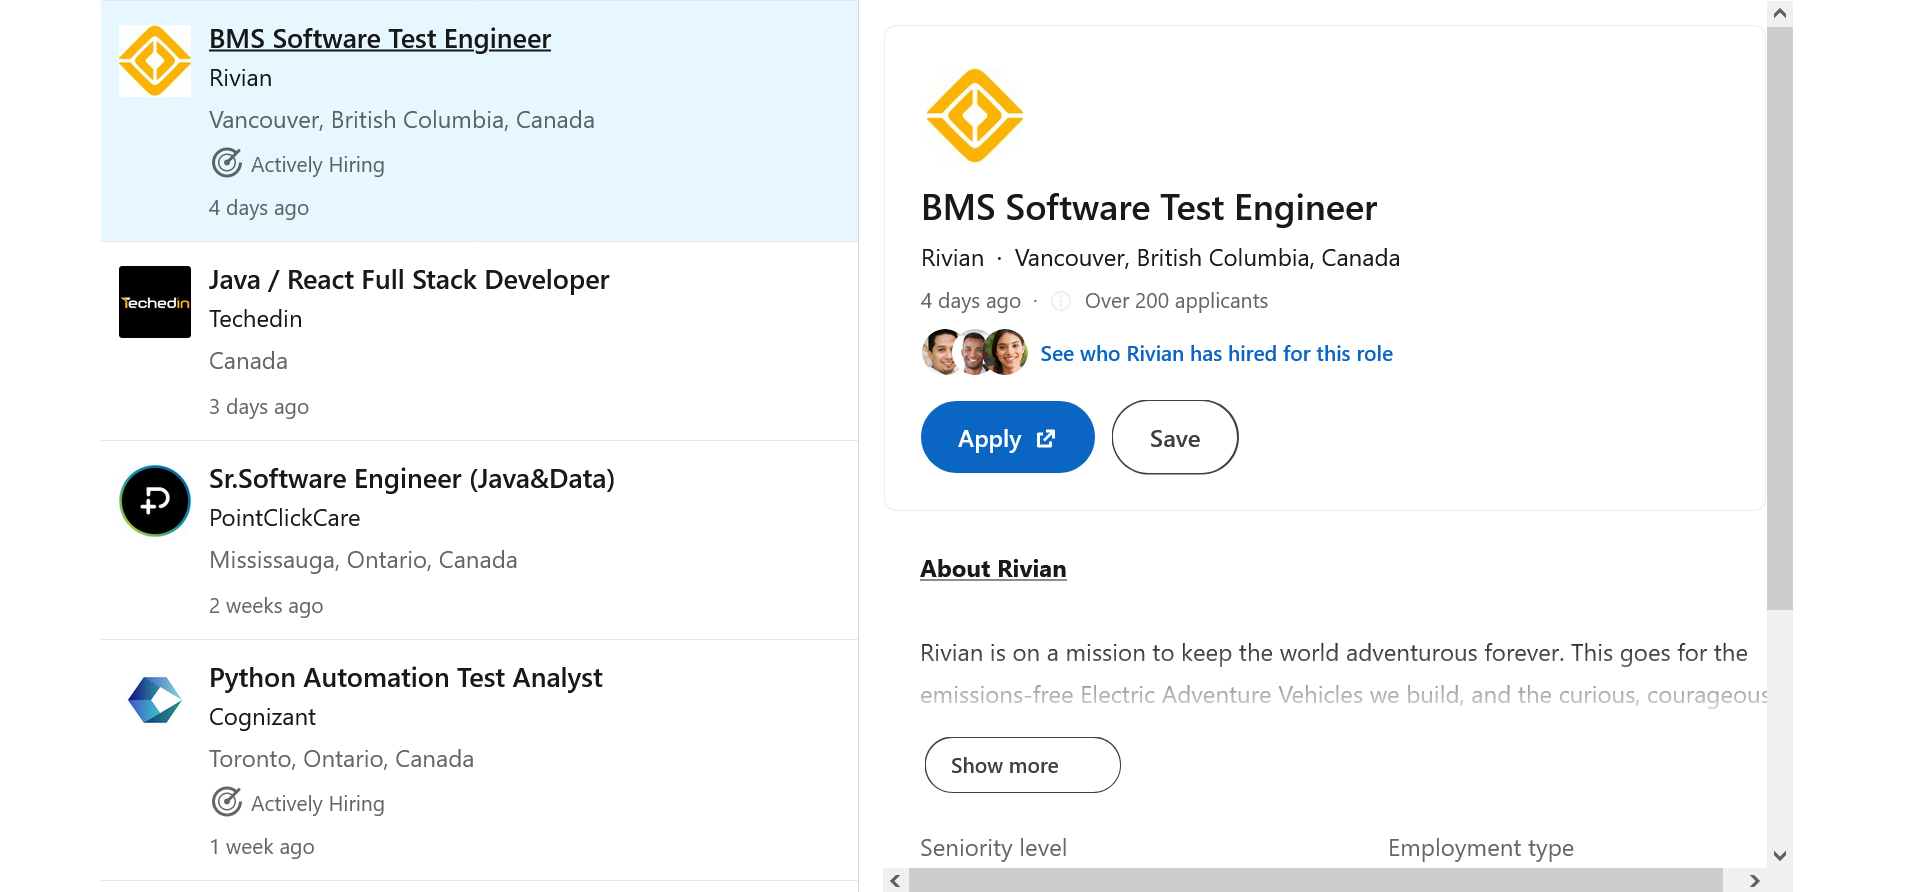 BMS Software Test Engineer
Rivian
Vancouver, British Columbia, Canada
Actively Hiring
4 days ago
Techedin
Java / React Full Stack Developer
Techedin
Canada
3 days ago
Sr.Software Engineer (Java&Data)
PointClickCare
Mississauga, Ontario, Canada
2 weeks ago
Python Automation Test Analyst
Cognizant
Toronto, Ontario, Canada
Actively Hiring
1 week ago
BMS Software Test Engineer
Rivian · Vancouver, British Columbia, Canada
4 days ago · Over 200 applicants
See who Rivian has hired for this role
Apply
Save
About Rivian
Rivian is on a mission to keep the world adventurous forever. This goes for the
emissions-free Electric Adventure Vehicles we build, and the curious, courageous
Show more
Seniority level
Employment type